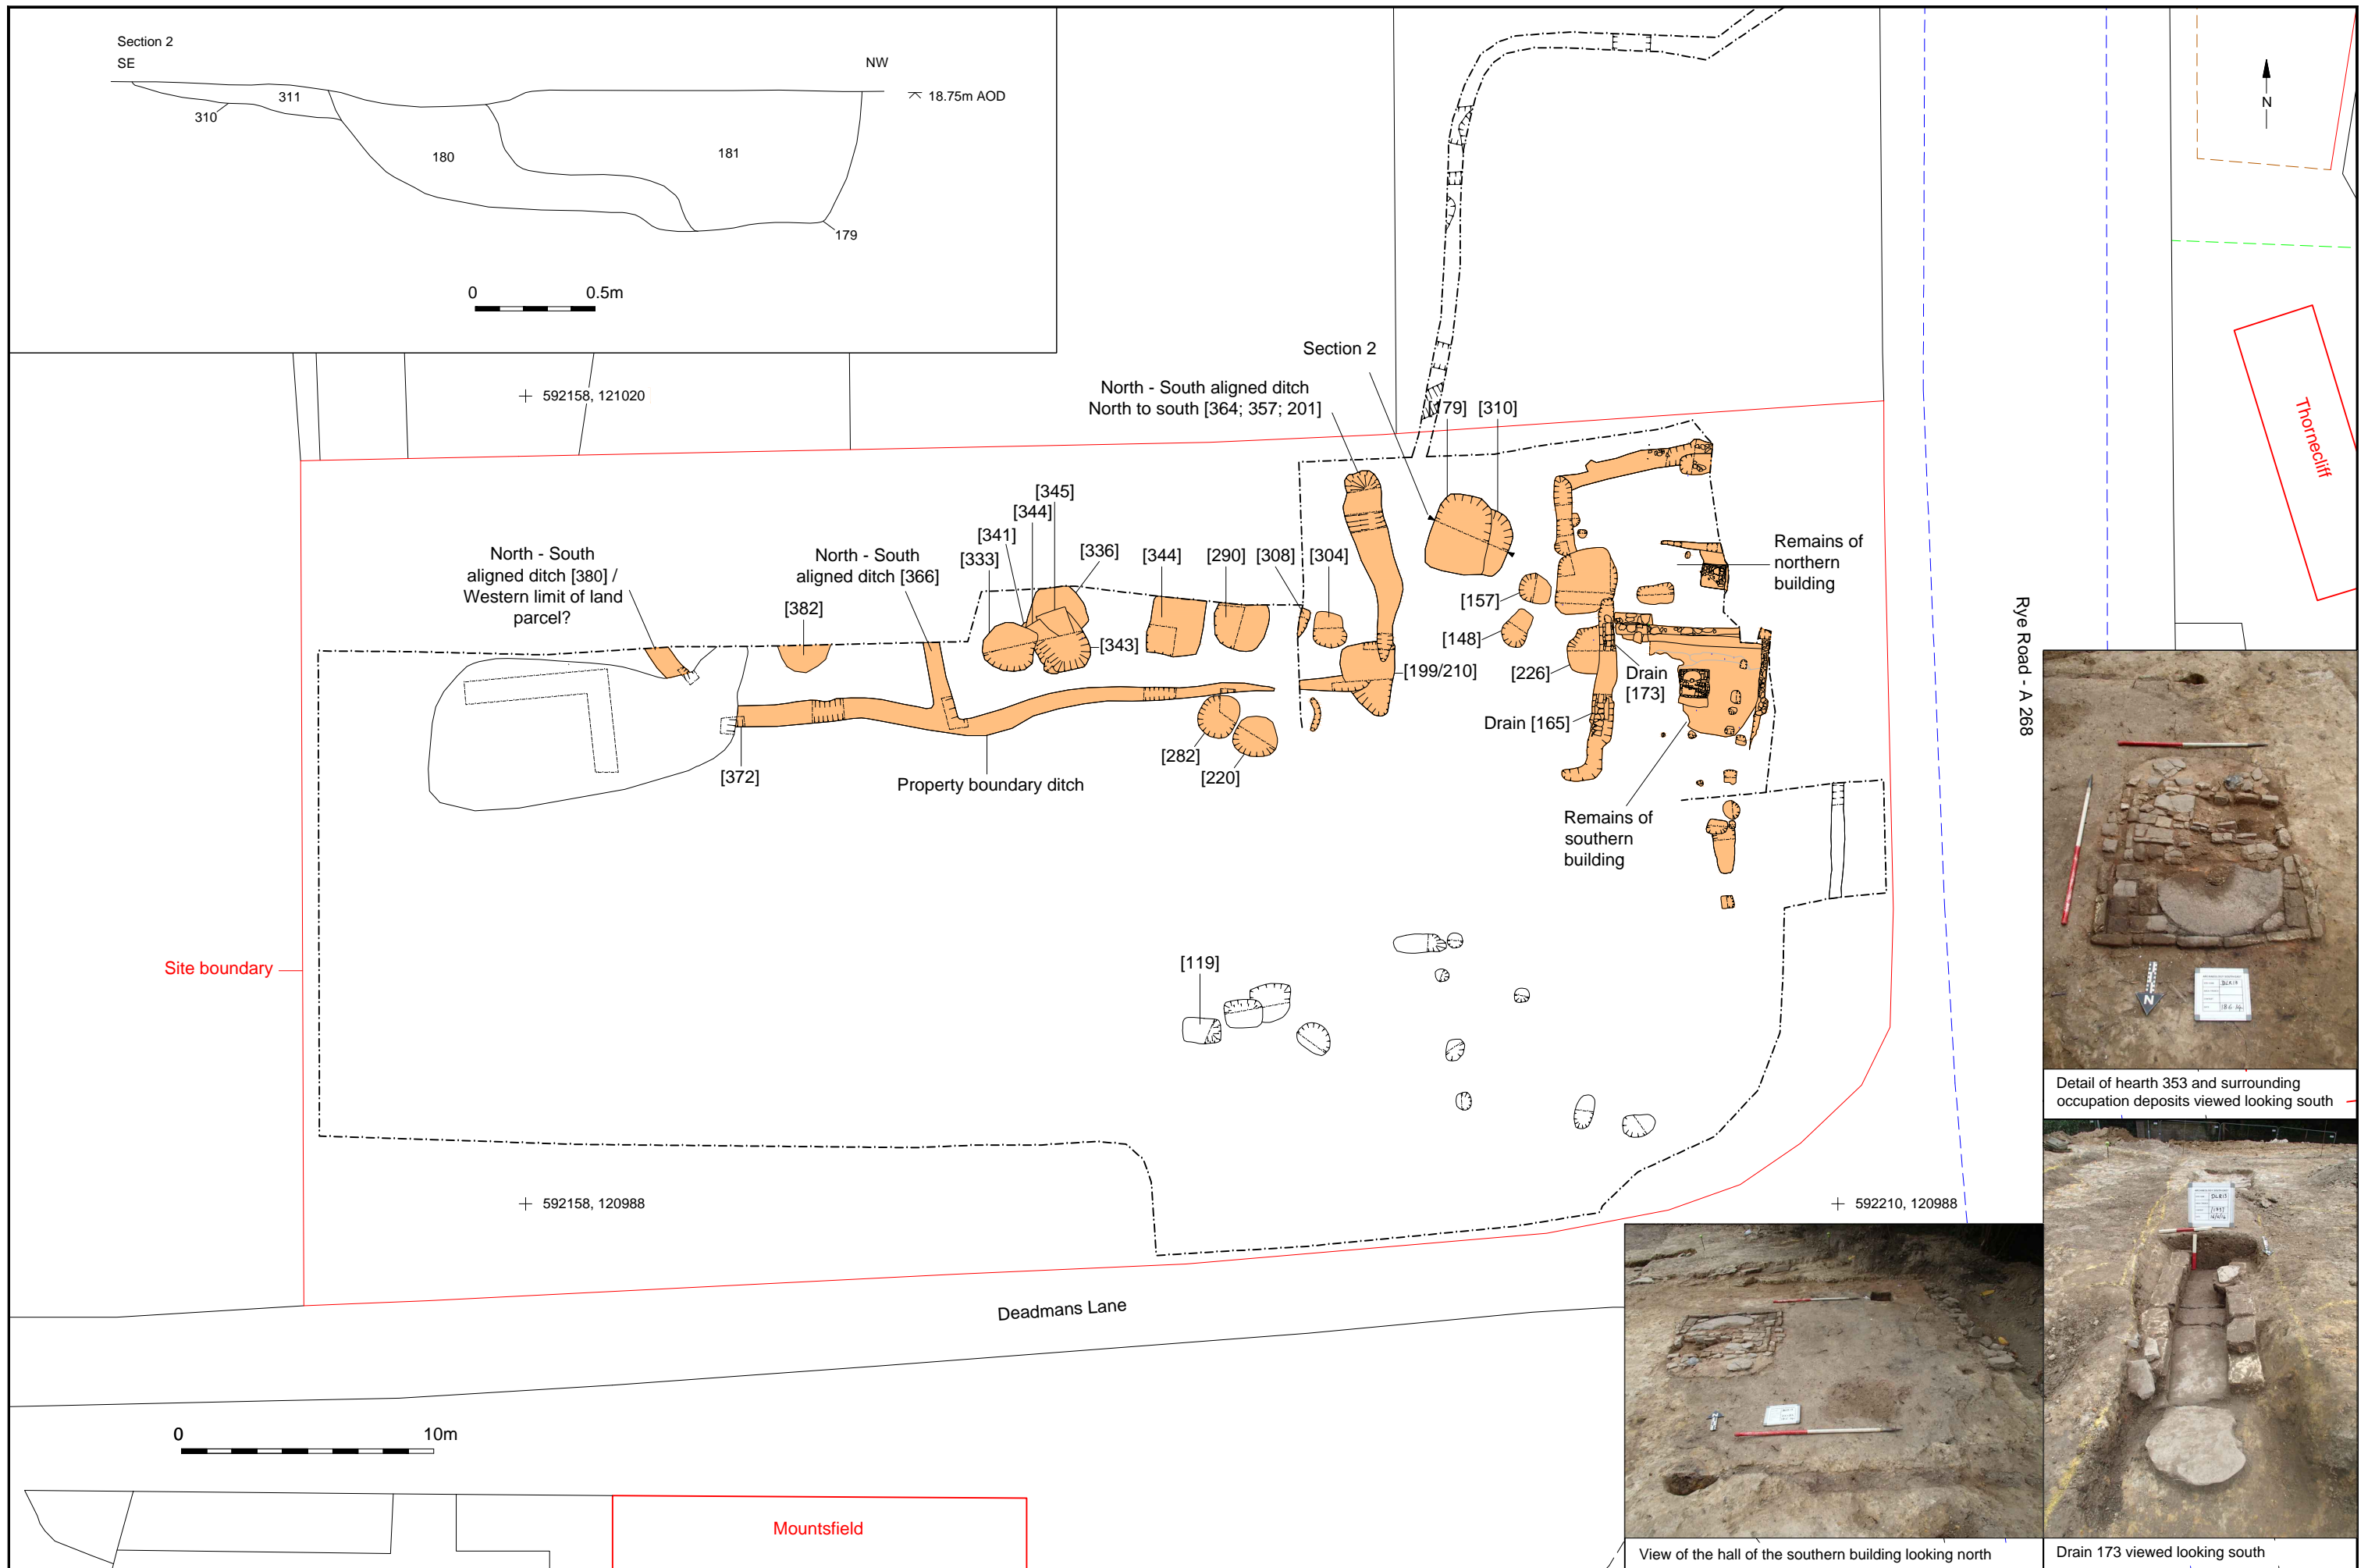 Section 2
SE
NW
311
310
18.75m AOD
180
181
179
0
0.5m
N
Section 2
592158, 121020
North - South aligned ditch
North to south [364; 357; 201]
[179]
[310]
Thornecliff
[345]
[344]
[341]
[333]
[336]
[344]
[290]
[308]
[304]
North - South
aligned ditch [380] /
Western limit of land
parcel?
North - South
aligned ditch [366]
[382]
[343]
Remains of
northern
building
[157]
[148]
[199/210]
[226]
Drain
[173]
Drain [165]
Rye Road - A 268
[372]
Property boundary ditch
[282]
[220]
Remains of
southern
building
Site boundary
[119]
N
Detail of hearth 353 and surrounding
occupation deposits viewed looking south
592158, 120988
592210, 120988
Deadmans Lane
0
10m
Mountsfield
View of the hall of the southern building looking north
Drain 173 viewed looking south